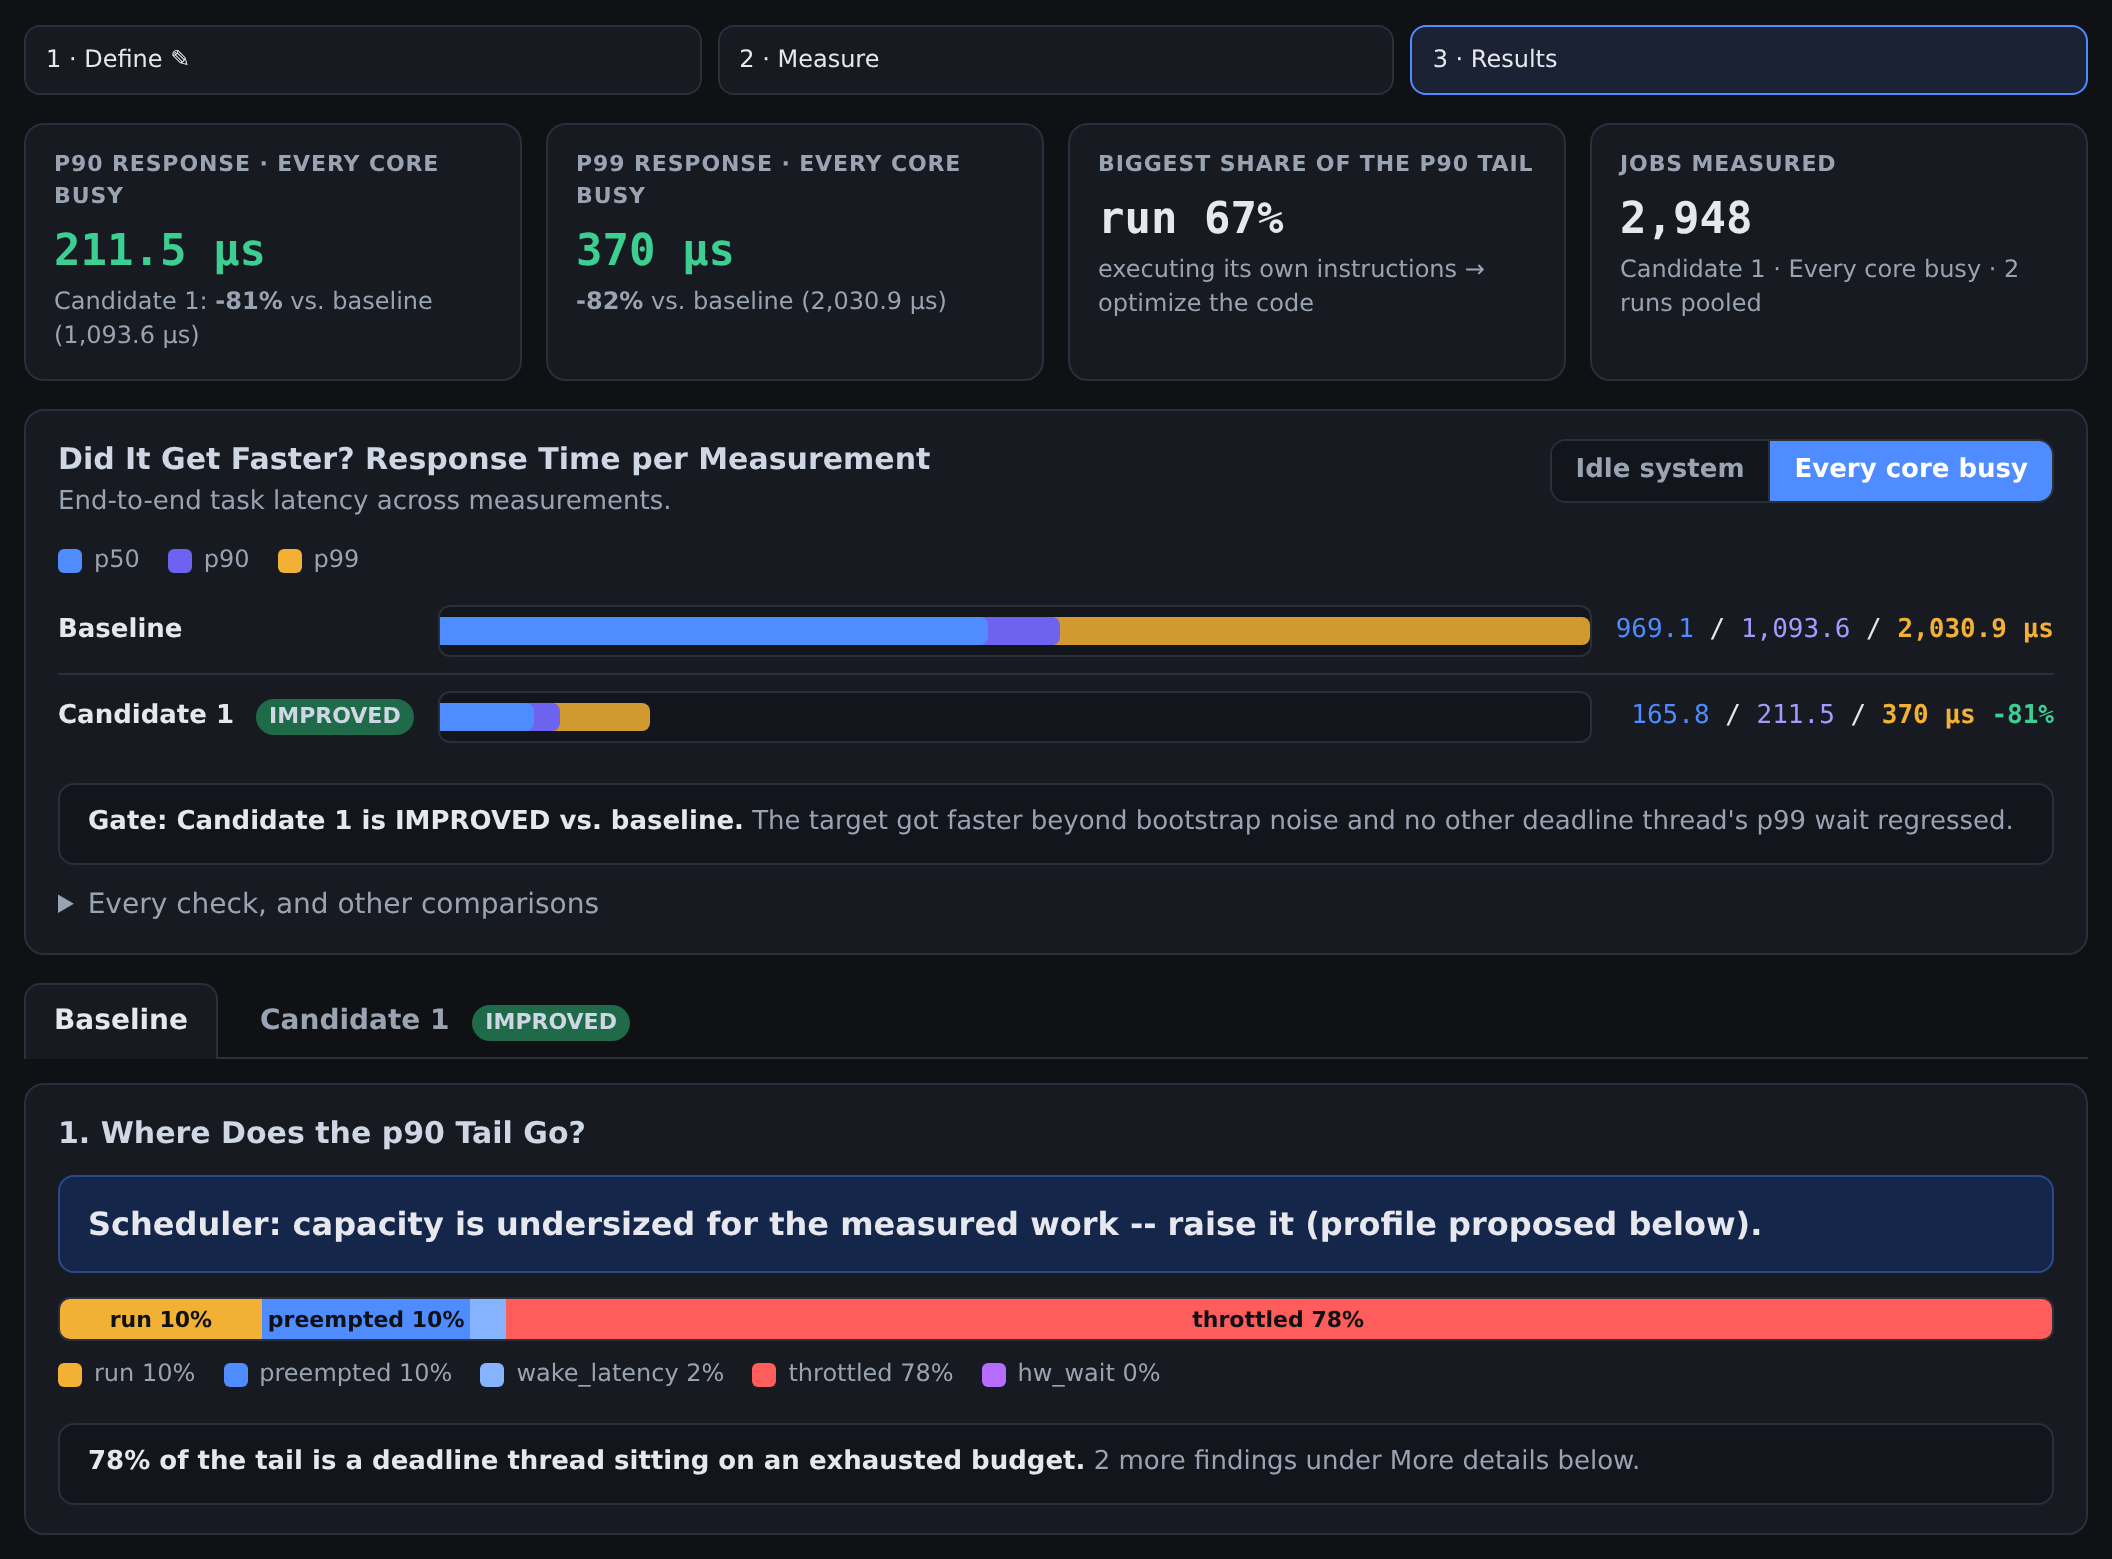 1 · Define ✎
2 · Measure
3 · Results
P90 RESPONSE · EVERY CORE
BUSY
211.5 µs
Candidate 1: -81% vs. baseline
(1,093.6 µs)
P99 RESPONSE · EVERY CORE
BUSY
370 µs
-82% vs. baseline (2,030.9 µs)
BIGGEST SHARE OF THE P90 TAIL
run 67%
executing its own instructions →
optimize the code
JOBS MEASURED
2,948
Candidate 1 · Every core busy · 2
runs pooled
Did It Get Faster? Response Time per Measurement
End-to-end task latency across measurements.
Idle system
Every core busy
p50 p90 p99
Baseline
969.1 / 1,093.6 / 2,030.9 µs
Candidate 1 IMPROVED
165.8 / 211.5 / 370 µs -81%
Gate: Candidate 1 is IMPROVED vs. baseline. The target got faster beyond bootstrap noise and no other deadline thread's p99 wait regressed.
▶ Every check, and other comparisons
Baseline
Candidate 1 IMPROVED
1. Where Does the p90 Tail Go?
Scheduler: capacity is undersized for the measured work -- raise it (profile proposed below).
run 10% preempted 10% throttled 78%
run 10% preempted 10% wake_latency 2% throttled 78% hw_wait 0%
78% of the tail is a deadline thread sitting on an exhausted budget. 2 more findings under More details below.